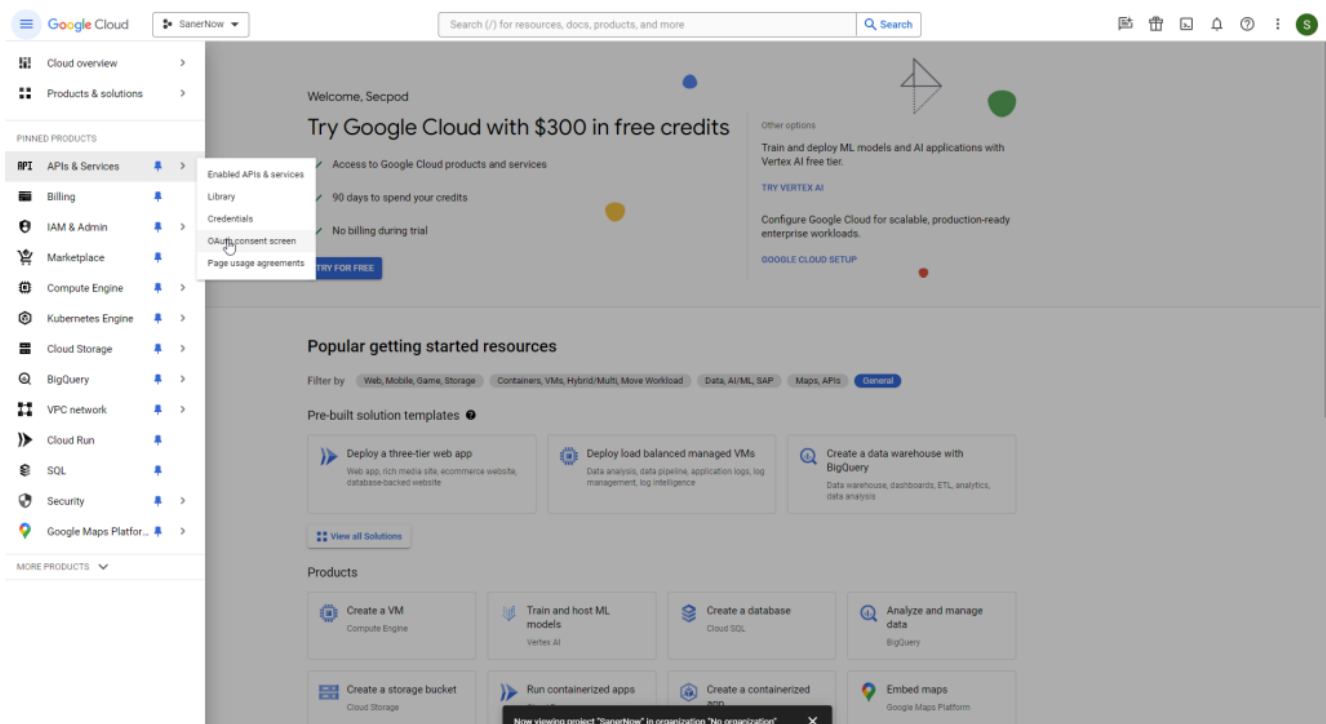 Google Cloud
SanerNow
Search (/) for resources, docs, products, and more
Search
S
Cloud overview
Products & solutions
PINNED PRODUCTS
API APIs & Services
Billing
IAM & Admin
Marketplace
Compute Engine
Kubernetes Engine
Cloud Storage
BigQuery
VPC network
Cloud Run
SQL
Security
Google Maps Platfor...
MORE PRODUCTS
Enabled APIs & services
Library
Credentials
OAuth consent screen
Page usage agreements
Welcome, Secpod
Try Google Cloud with $300 in free credits
Access to Google Cloud products and services
90 days to spend your credits
No billing during trial
TRY FOR FREE
Other options
Train and deploy ML models and AI applications with
Vertex AI free tier.
TRY VERTEX AI
Configure Google Cloud for scalable, production-ready
enterprise workloads.
GOOGLE CLOUD SETUP
Popular getting started resources
Filter by Web, Mobile, Game, Storage Containers, VMs, Hybrid/Multi, Move Workload Data, AI/ML, SAP Maps, APIs General
Pre-built solution templates
Deploy a three-tier web app
Web app, rich media site, ecommerce website,
database-backed website
Deploy load balanced managed VMs
Data analysis, data pipeline, application logs, log
management, log intelligence
Create a data warehouse with
BigQuery
Data warehouse, dashboards, ETL, analytics,
data analysis
View all Solutions
Products
Create a VM
Compute Engine
Train and host ML
models
Vertex AI
Create a database
Cloud SQL
Analyze and manage
data
BigQuery
Create a storage bucket
Cloud Storage
Run containerized apps
Create a containerized
app
Embed maps
Google Maps Platform
Now viewing project "SanerNow" in organization "No organization"